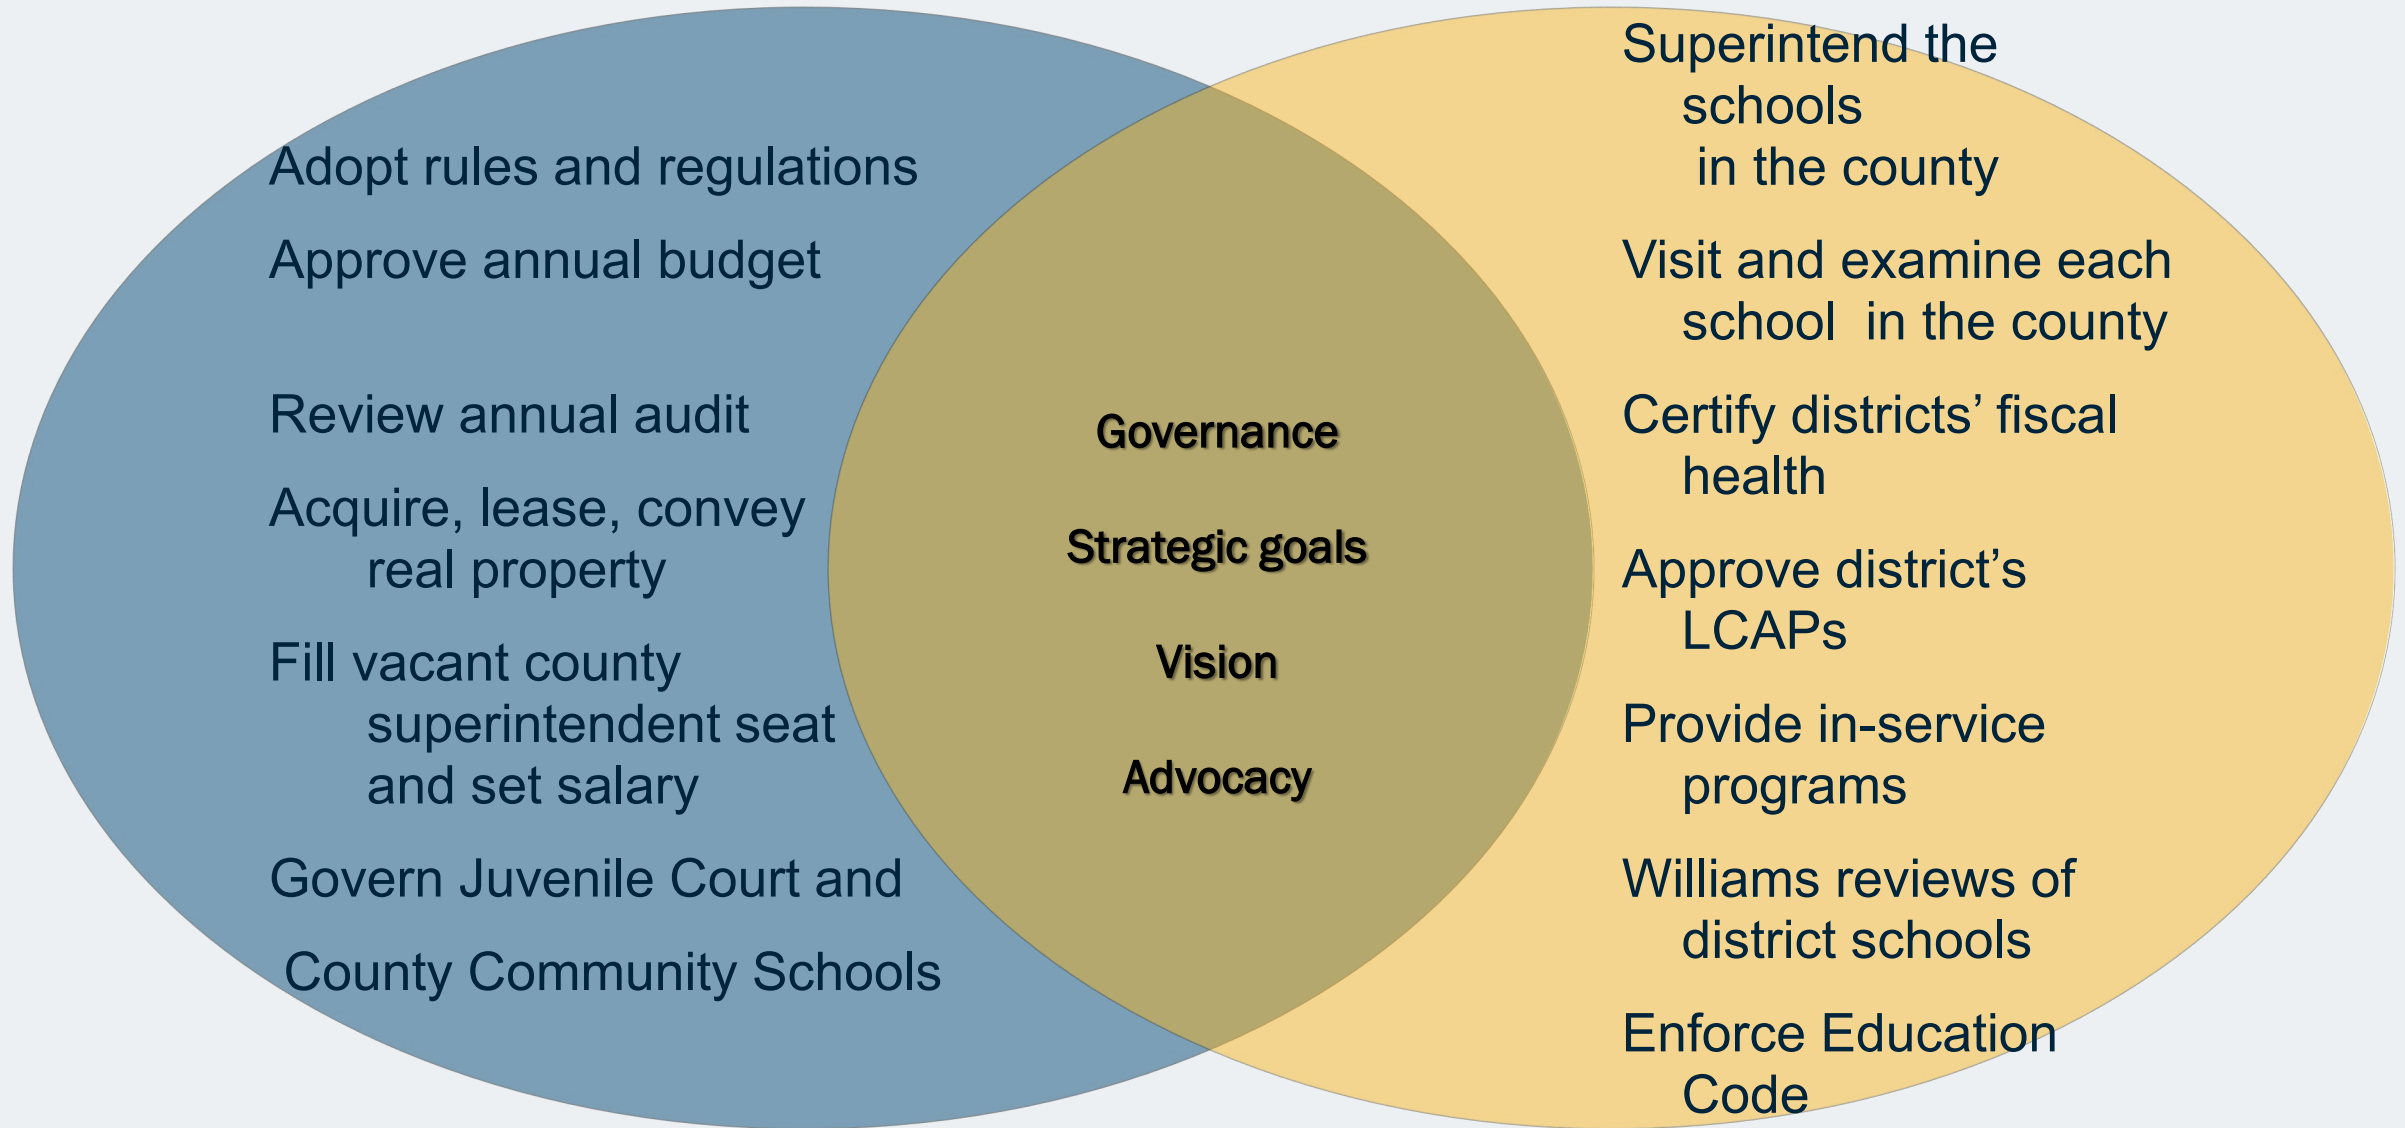 Adopt rules and regulations
Approve annual budget
Review annual audit
Acquire, lease, convey
real property
Fill vacant county
superintendent seat
and set salary
Govern Juvenile Court and
County Community Schools
Governance
Strategic goals
Vision
Advocacy
Superintend the
schools
in the county
Visit and examine each
school  in the county
Certify districts’ fiscal
health
Approve district’s
LCAPs
Provide in-service
programs
Williams reviews of
district schools
Enforce Education
Code